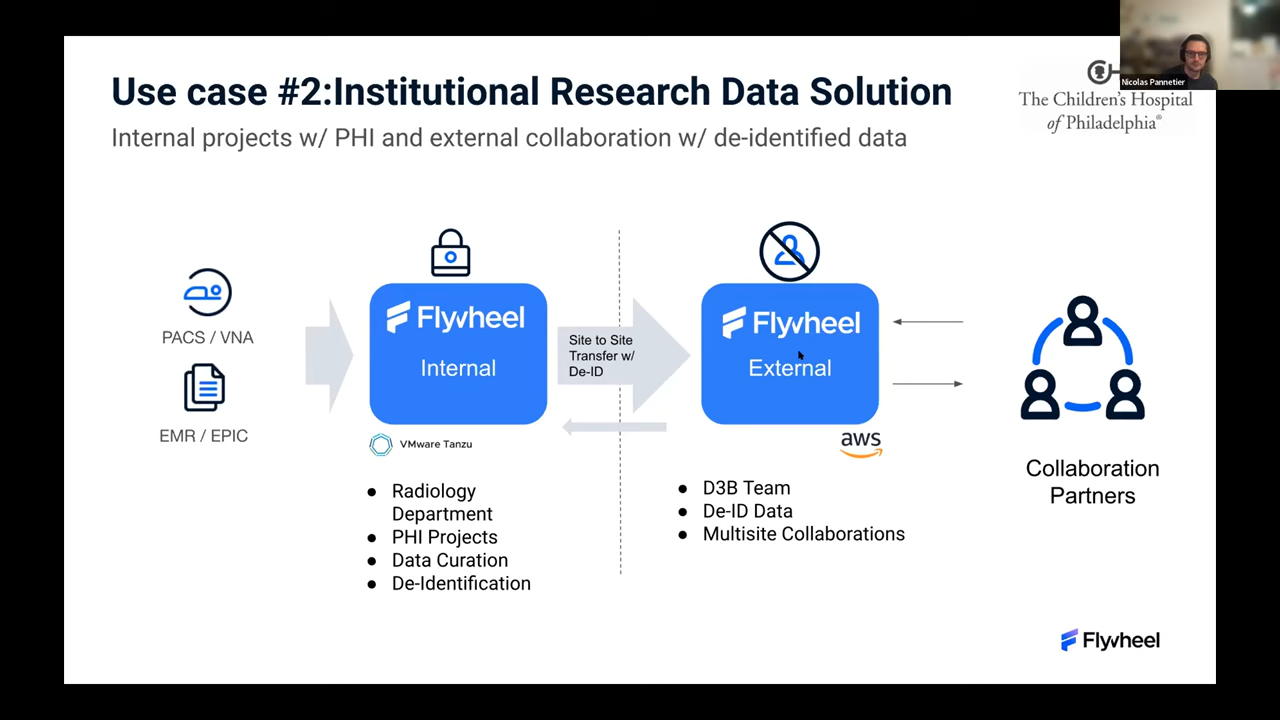 Use case #2:Institutional Research Data Solution
Internal projects w/ PHI and external collaboration w/ de-identified data
Nicolas Pannetier
The Children's Hospital
of Philadelphia®
PACS / VNA
EMR / EPIC
Flywheel
Internal
VMware Tanzu
Radiology
Department
PHI Projects
Data Curation
De-Identification
Site to Site
Transfer w/
De-ID
Flywheel
External
aws
D3B Team
De-ID Data
Multisite Collaborations
Collaboration
Partners
Flywheel